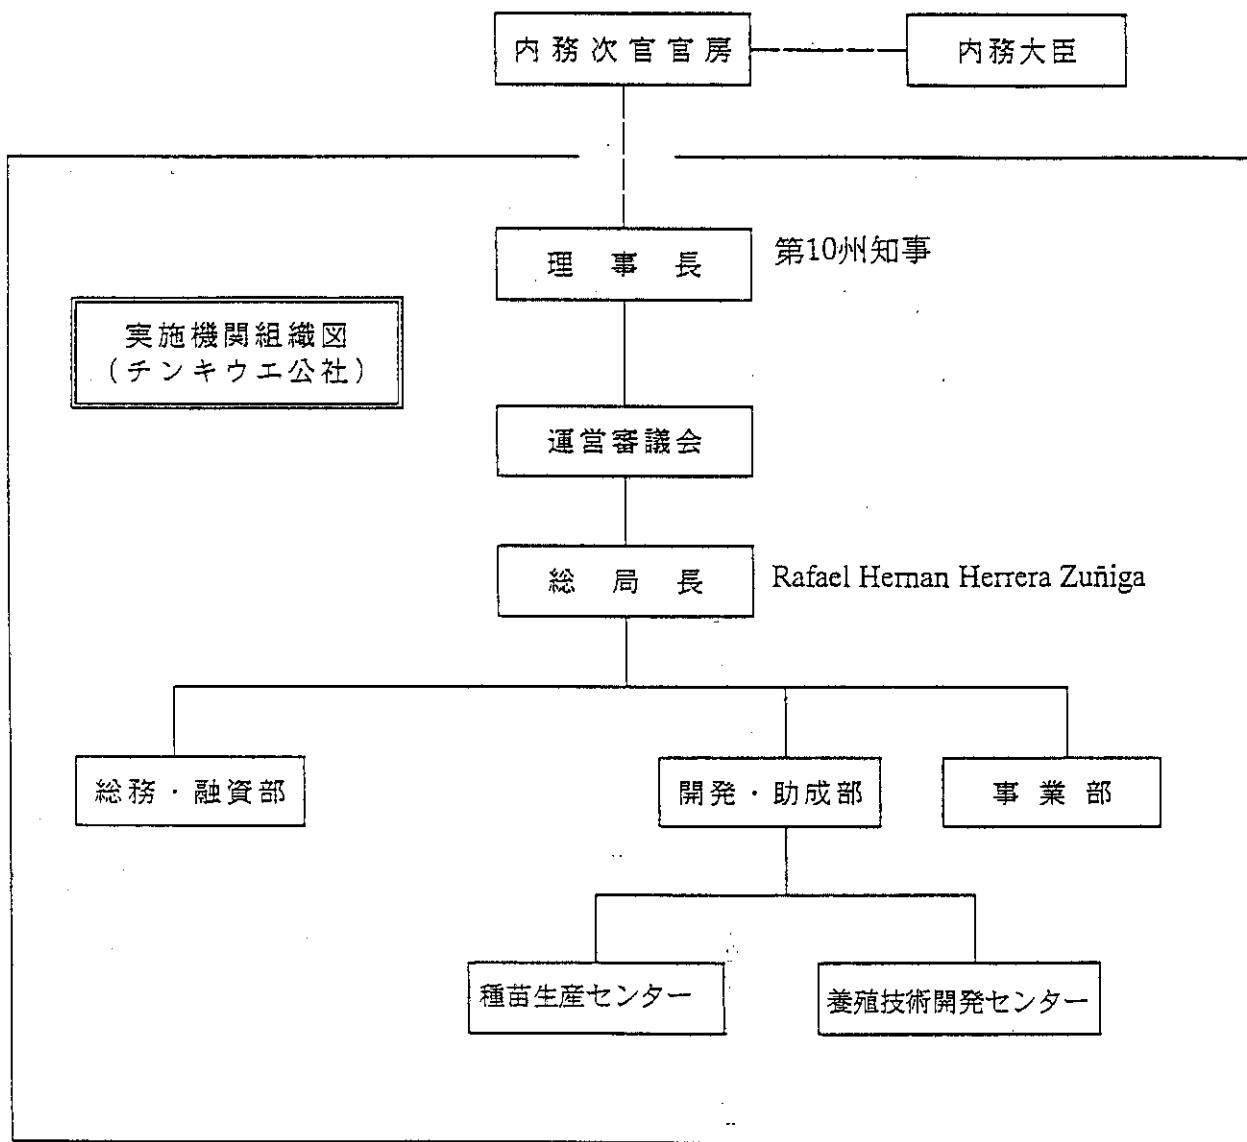 内務次官官房
内務大臣
理事長
第10州知事
実施機関組織図
（チンキウエ公社）
運営審議会
総局長
Rafael Hernan Herrera Zuñiga
総務・融資部
開発・助成部
事業部
種苗生産センター
養殖技術開発センター